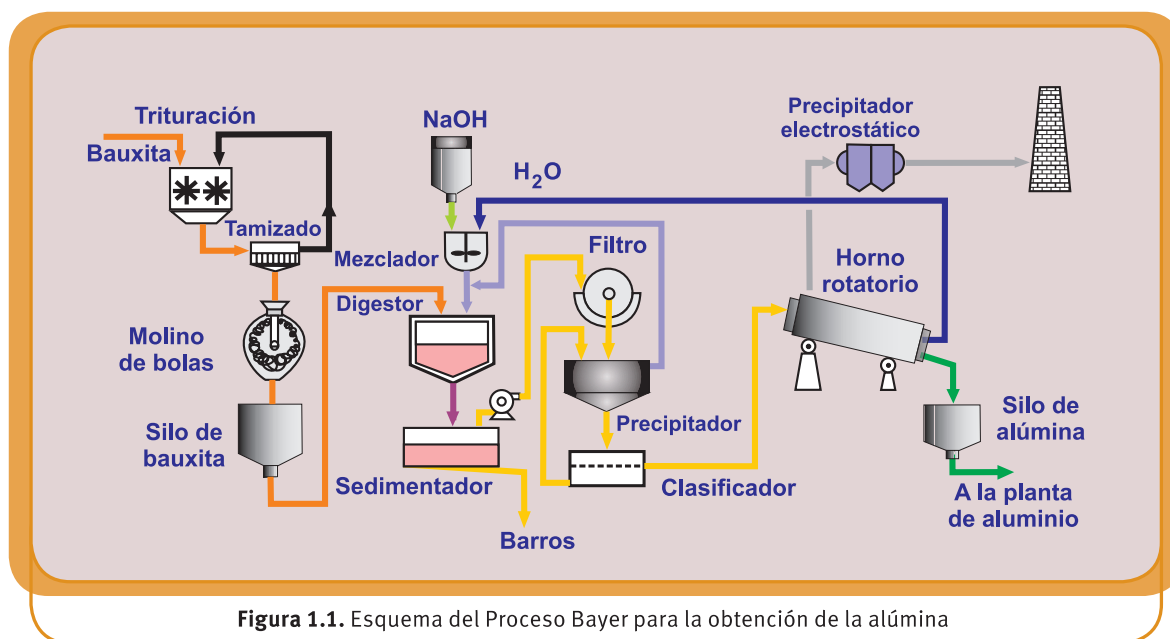 Trituración
Bauxita
Tamizado
Molino
de bolas
Silo de
bauxita
NaOH
H₂O
Mezclador
Digestor
Sedimentador
Barros
Filtro
Precipitador
Clasificador
Precipitador
electrostático
Horno
rotatorio
Silo de
alúmina
A la planta
de aluminio
Figura 1.1. Esquema del Proceso Bayer para la obtención de la alúmina